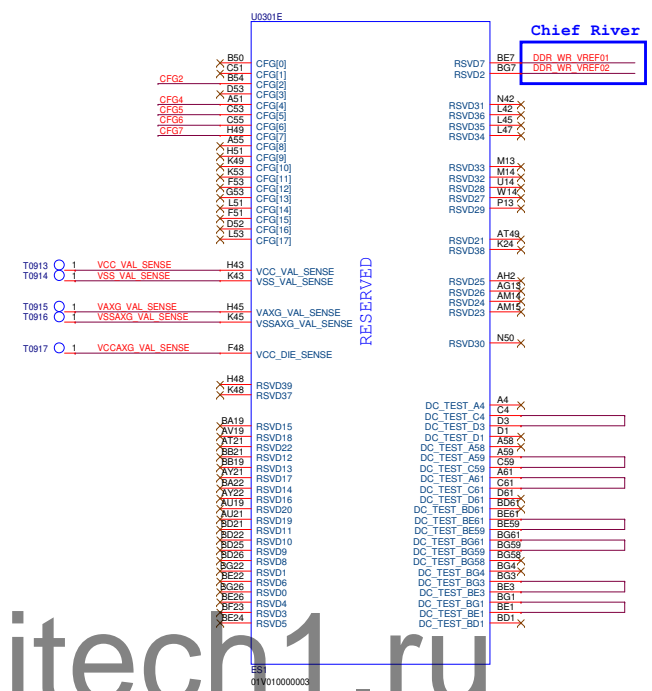 U0301E
Chief River
B50 CFG[0]
C51 CFG[1]
CFG2 B54 CFG[2]
D53 CFG[3]
CFG4 A51 CFG[4]
CFG5 C53 CFG[5]
CFG6 C55 CFG[6]
CFG7 H49 CFG[7]
A55 CFG[8]
H51 CFG[9]
K49 CFG[10]
K53 CFG[11]
F53 CFG[12]
G53 CFG[13]
L51 CFG[14]
F51 CFG[15]
D52 CFG[16]
L53 CFG[17]
T0913 1 VCC_VAL_SENSE H43 VCC_VAL_SENSE
T0914 1 VSS_VAL_SENSE K43 VSS_VAL_SENSE
T0915 1 VAXG_VAL_SENSE H45 VAXG_VAL_SENSE
T0916 1 VSSAXG_VAL_SENSE K45 VSSAXG_VAL_SENSE
T0917 1 VCCAXG_VAL_SENSE F48 VCC_DIE_SENSE
H48 RSVD39
K48 RSVD37
BA19 RSVD15
AV19 RSVD18
AT21 RSVD22
BB21 RSVD12
BB19 RSVD13
AY21 RSVD17
BA22 RSVD14
AY22 RSVD16
AU19 RSVD20
AU21 RSVD19
BD21 RSVD11
BD22 RSVD10
BD25 RSVD9
BD26 RSVD8
BG22 RSVD1
BE22 RSVD6
BG26 RSVD0
BE26 RSVD4
BF23 RSVD3
BE24 RSVD5
RESERVED
RSVD7 BE7 DDR_WR_VREF01
RSVD2 BG7 DDR_WR_VREF02
RSVD31 N42
RSVD36 L42
RSVD35 L45
RSVD34 L47
RSVD33 M13
RSVD32 M14
RSVD28 U14
RSVD27 W14
RSVD29 P13
RSVD21 AT49
RSVD38 K24
RSVD25 AH2
RSVD26 AG13
RSVD24 AM14
RSVD23 AM15
RSVD30 N50
DC_TEST_A4 A4
DC_TEST_C4 C4
DC_TEST_D3 D3
DC_TEST_D1 D1
DC_TEST_A58 A58
DC_TEST_A59 A59
DC_TEST_C59 C59
DC_TEST_A61 A61
DC_TEST_C61 C61
DC_TEST_D61 D61
DC_TEST_BD61 BD61
DC_TEST_BE61 BE61
DC_TEST_BE59 BE59
DC_TEST_BG61 BG61
DC_TEST_BG59 BG59
DC_TEST_BG58 BG58
DC_TEST_BG4 BG4
DC_TEST_BG3 BG3
DC_TEST_BE3 BE3
DC_TEST_BG1 BG1
DC_TEST_BE1 BE1
DC_TEST_BD1 BD1
itech1.ru
ES1
01V010000003